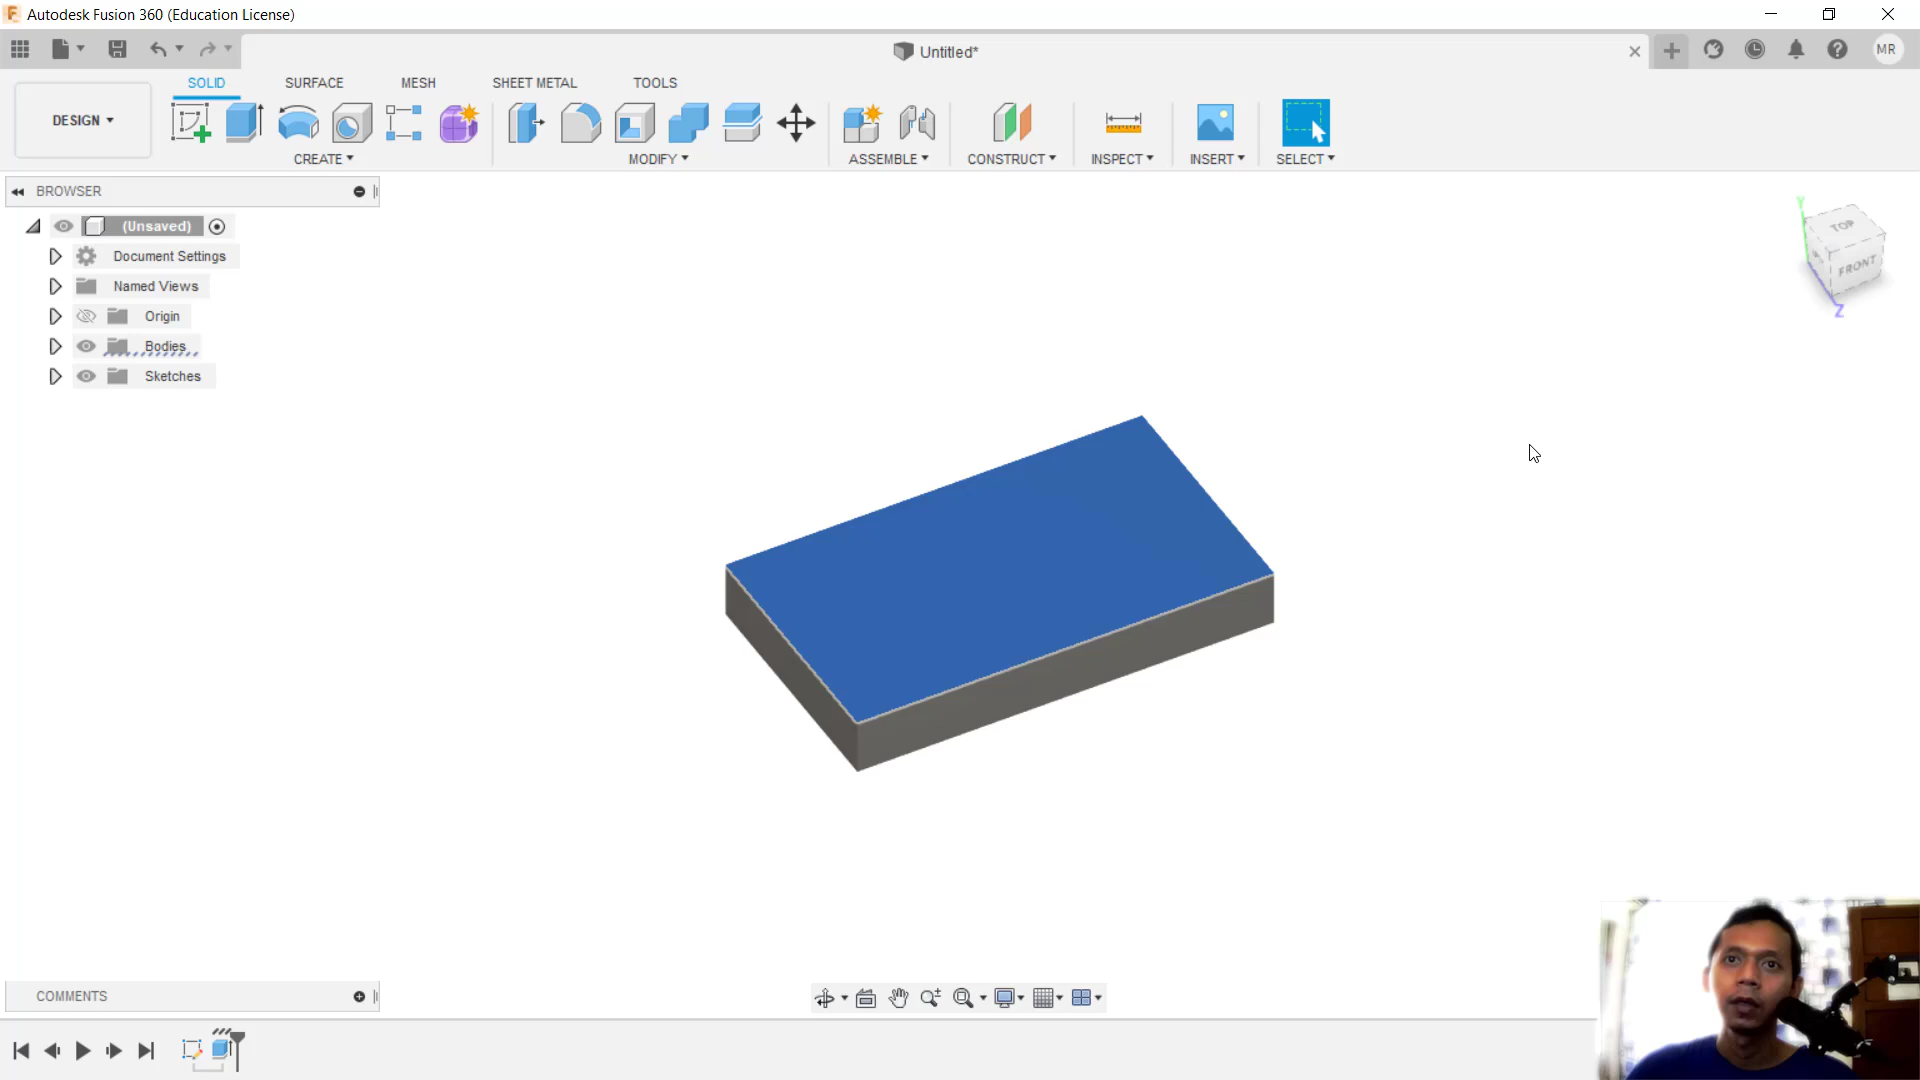 Autodesk Fusion 360 (Education License)
Untitled*
MR
SOLID
SURFACE
MESH
SHEET METAL
TOOLS
DESIGN
CREATE
MODIFY
ASSEMBLE
CONSTRUCT
INSPECT
INSERT
SELECT
BROWSER
(Unsaved)
Document Settings
Named Views
Origin
Bodies
Sketches
Y
TOP
FRONT
Z
COMMENTS